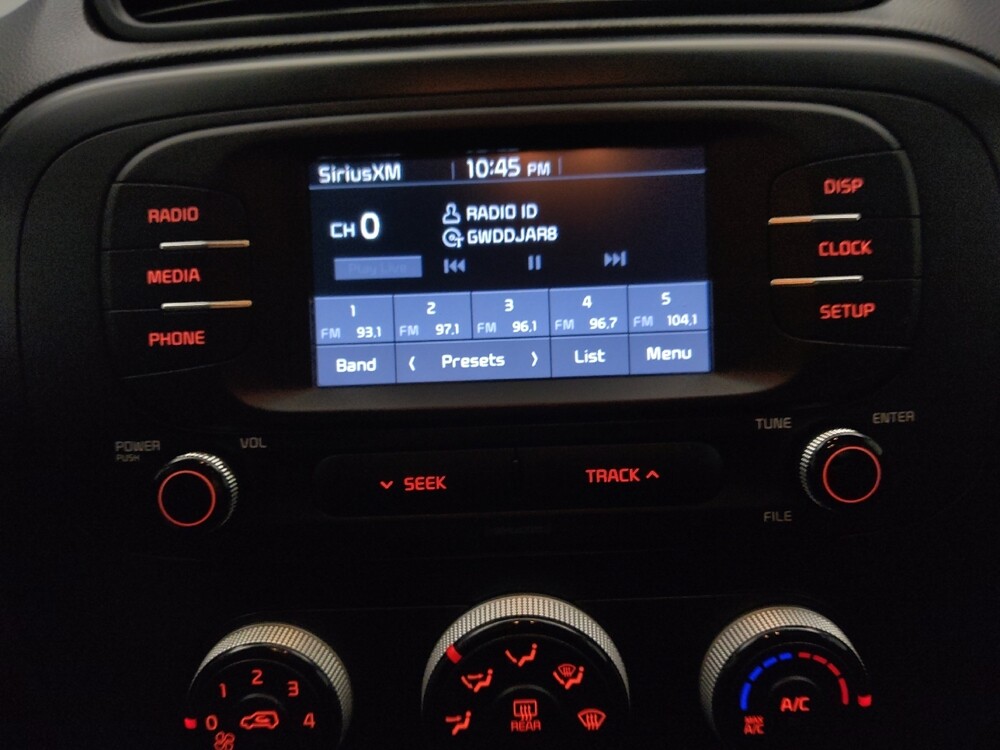 SiriusXM 10:45 PM
CH 0
RADIO ID
GWDDJAR8
Play Live
1 2 3 4 5
FM 93.1 FM 97.1 FM 96.1 FM 96.7 FM 104.1
Band Presets List Menu
RADIO
MEDIA
PHONE
DISP
CLOCK
SETUP
POWER
PUSH
VOL
SEEK
TRACK
TUNE
ENTER
FILE
0 1 2 3 4
REAR
A/C
A/C